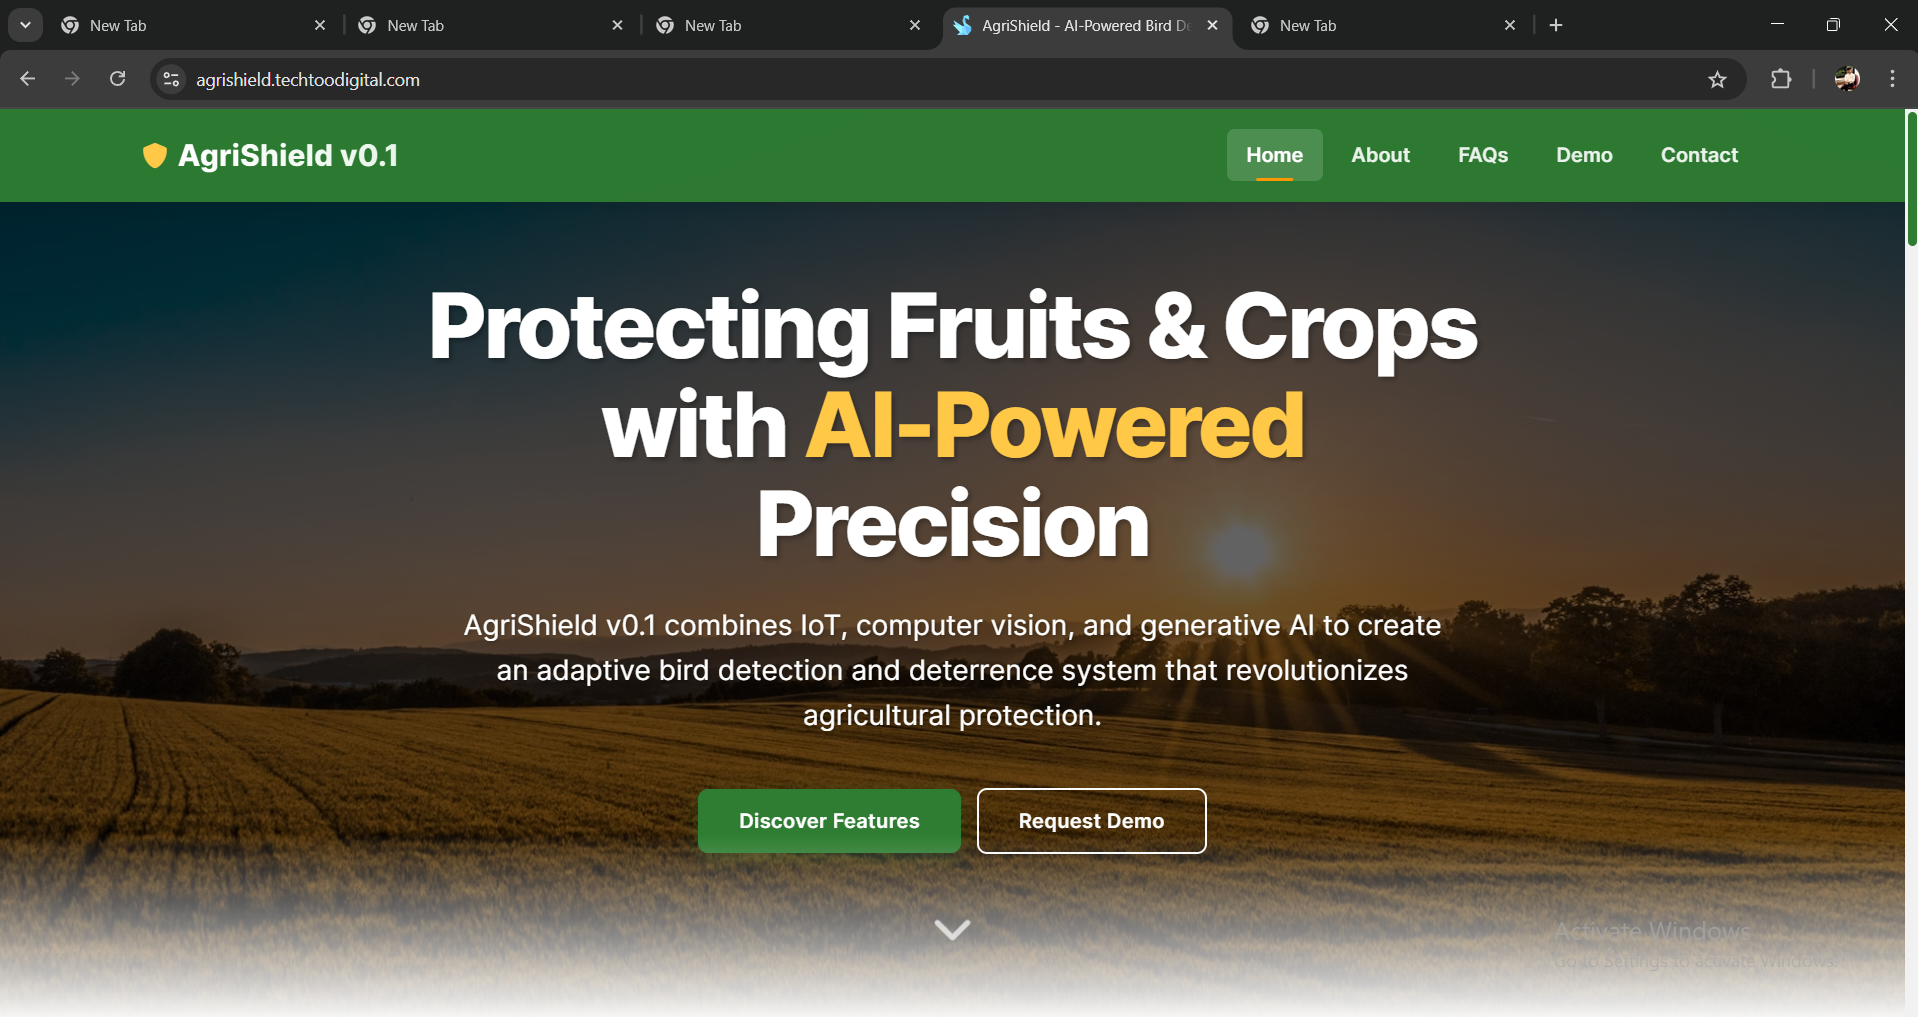 New Tab
New Tab
New Tab
AgriShield - AI-Powered Bird De
New Tab
agrishield.techtoodigital.com
AgriShield v0.1
Home
About
FAQs
Demo
Contact
Protecting Fruits & Crops
with AI-Powered
Precision
AgriShield v0.1 combines IoT, computer vision, and generative AI to create
an adaptive bird detection and deterrence system that revolutionizes
agricultural protection.
Discover Features
Request Demo
Activate Windows
Go to Settings to activate Windows.